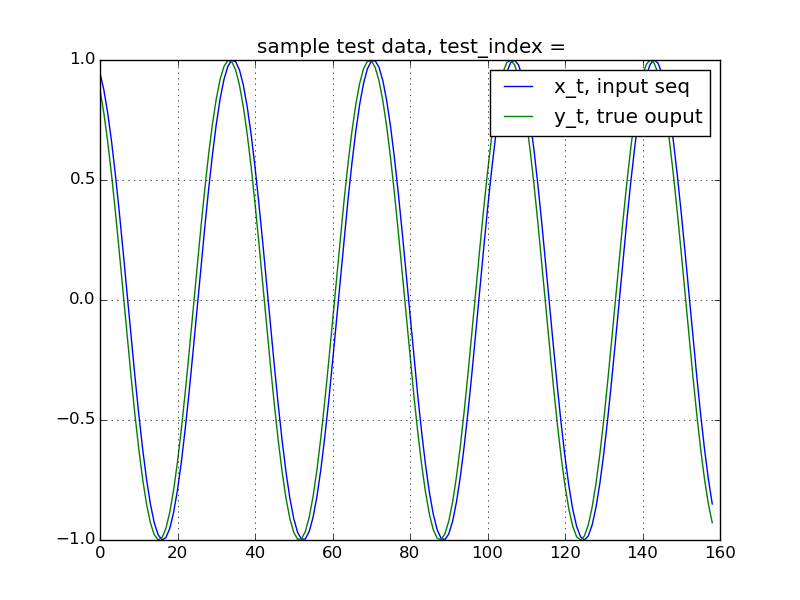 sample test data, test_index =
x_t, input seq
y_t, true ouput
1.0
0.5
0.0
−0.5
−1.0
0 20 40 60 80 100 120 140 160